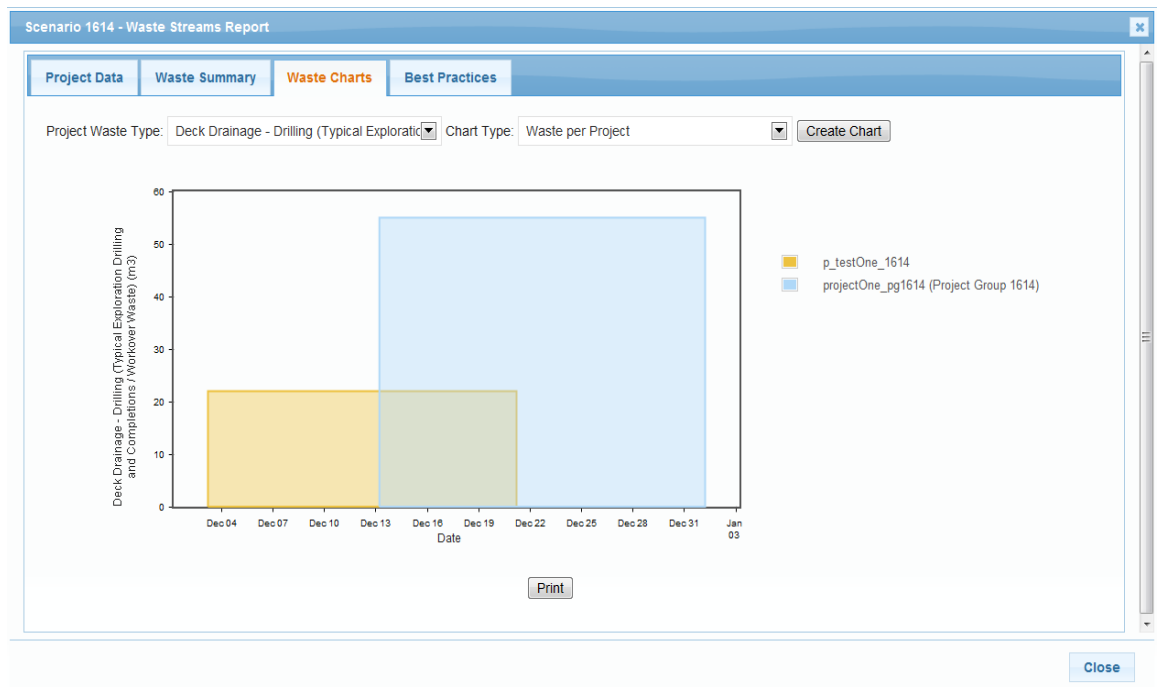 Scenario 1614 - Waste Streams Report
Project Data
Waste Summary
Waste Charts
Best Practices
Project Waste Type: Deck Drainage - Drilling (Typical Exploratic Chart Type: Waste per Project Create Chart
60
50
40
30
20
10
0
Deck Drainage - Drilling (Typical Exploration Drilling
and Completions / Workover Waste) (m3)
p_testOne_1614
projectOne_pg1614 (Project Group 1614)
Dec 04 Dec 07 Dec 10 Dec 13 Dec 16 Dec 19 Dec 22 Dec 25 Dec 28 Dec 31 Jan
03
Date
Print
Close